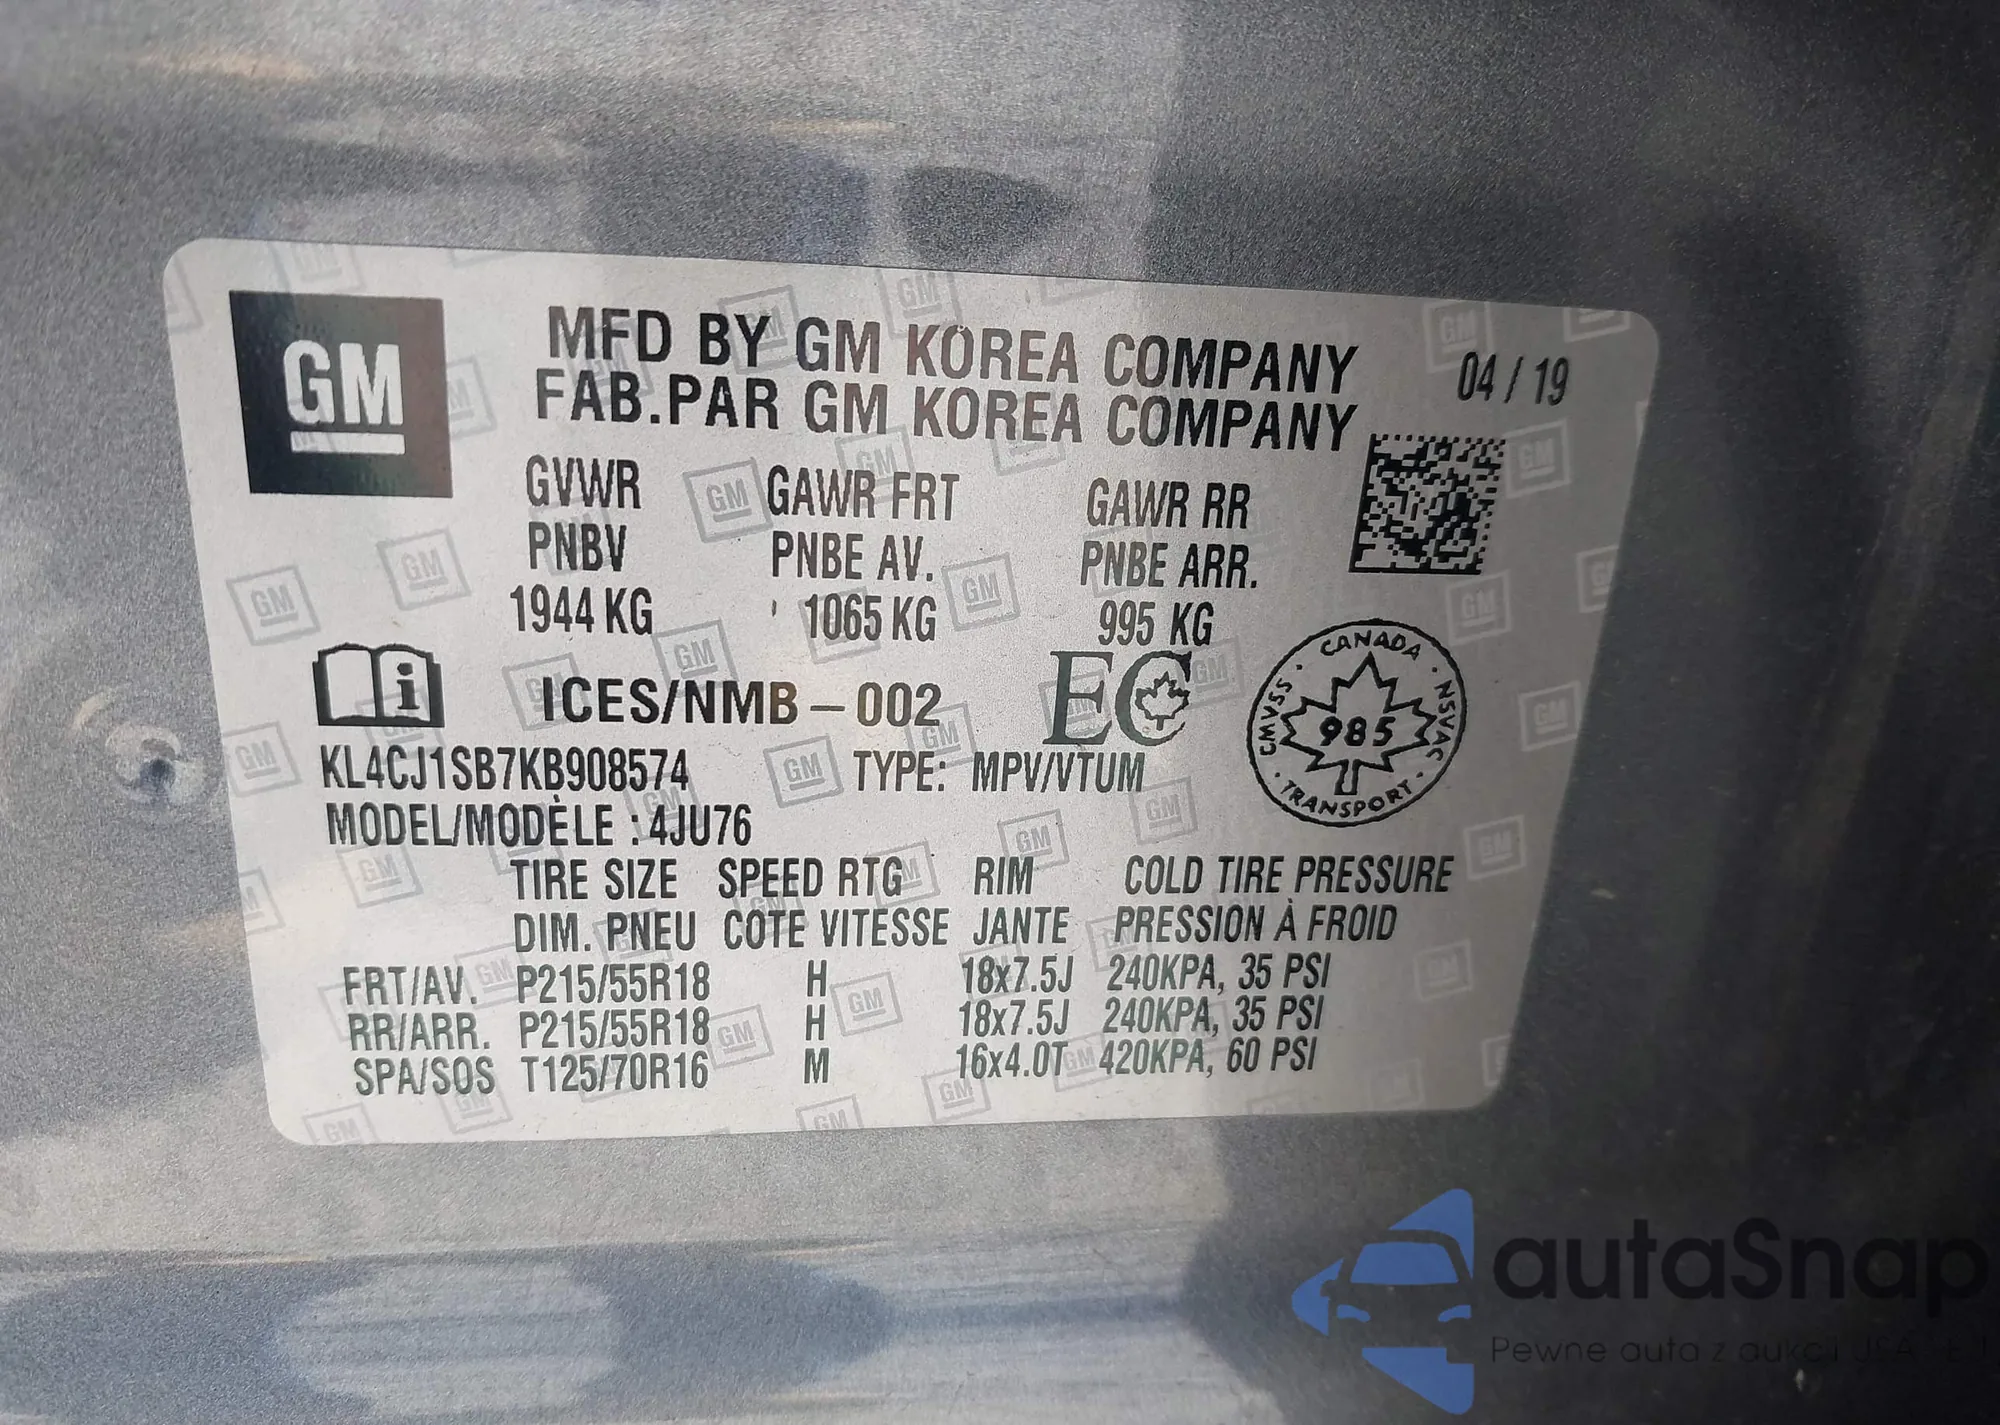 GM
MFD BY GM KOREA COMPANY 04 / 19
FAB.PAR GM KOREA COMPANY
GVWR GAWR FRT GAWR RR
PNBV PNBE AV. PNBE ARR.
1944 KG 1065 KG 995 KG
i ICES/NMB – 002 EC
CANADA
CMVSS 985 NSVAC
TRANSPORT
KL4CJ1SB7KB908574 TYPE: MPV/VTUM
MODEL/MODÈLE : 4JU76
TIRE SIZE SPEED RTG RIM COLD TIRE PRESSURE
DIM. PNEU COTE VITESSE JANTE PRESSION À FROID
FRT/AV. P215/55R18 H 18x7.5J 240KPA, 35 PSI
RR/ARR. P215/55R18 H 18x7.5J 240KPA, 35 PSI
SPA/SOS T125/70R16 M 16x4.0T 420KPA, 60 PSI
autaSnap
Pewne auto z aukcji USA